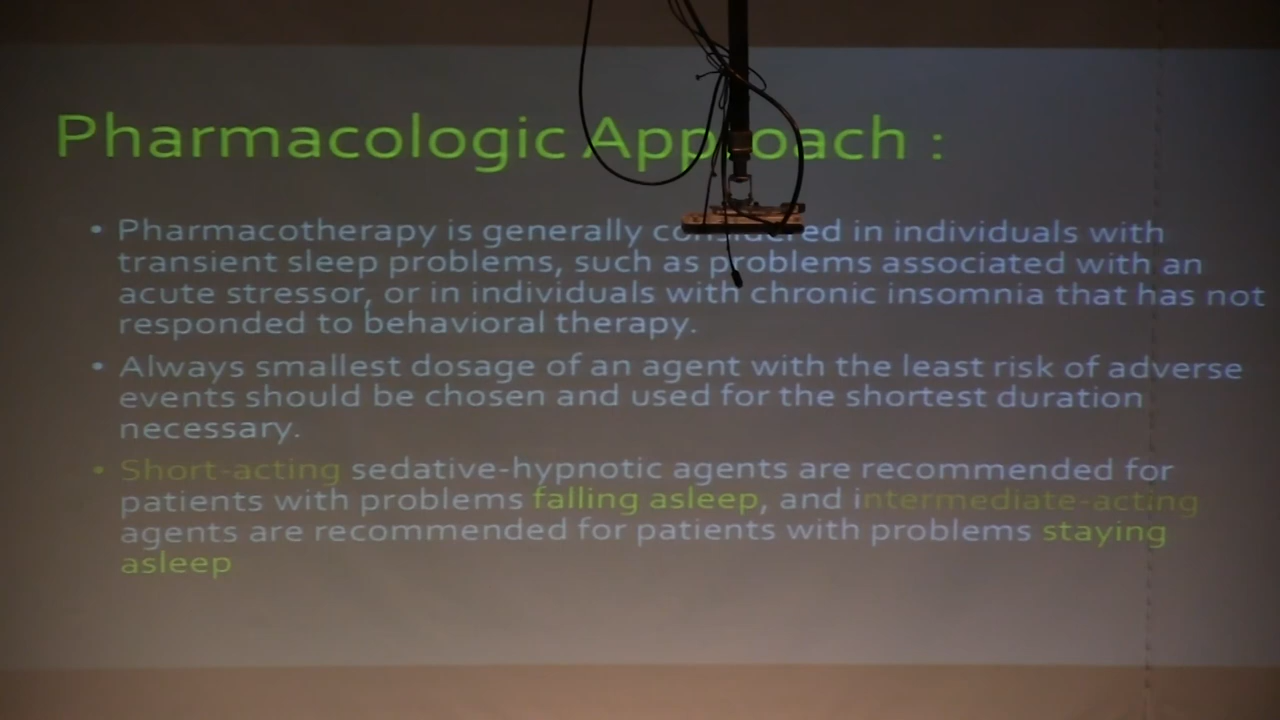 Pharmacologic Approach :
• Pharmacotherapy is generally considered in individuals with
transient sleep problems, such as problems associated with an
acute stressor, or in individuals with chronic insomnia that has not
responded to behavioral therapy.
• Always smallest dosage of an agent with the least risk of adverse
events should be chosen and used for the shortest duration
necessary.
• Short-acting sedative-hypnotic agents are recommended for
patients with problems falling asleep, and intermediate-acting
agents are recommended for patients with problems staying
asleep